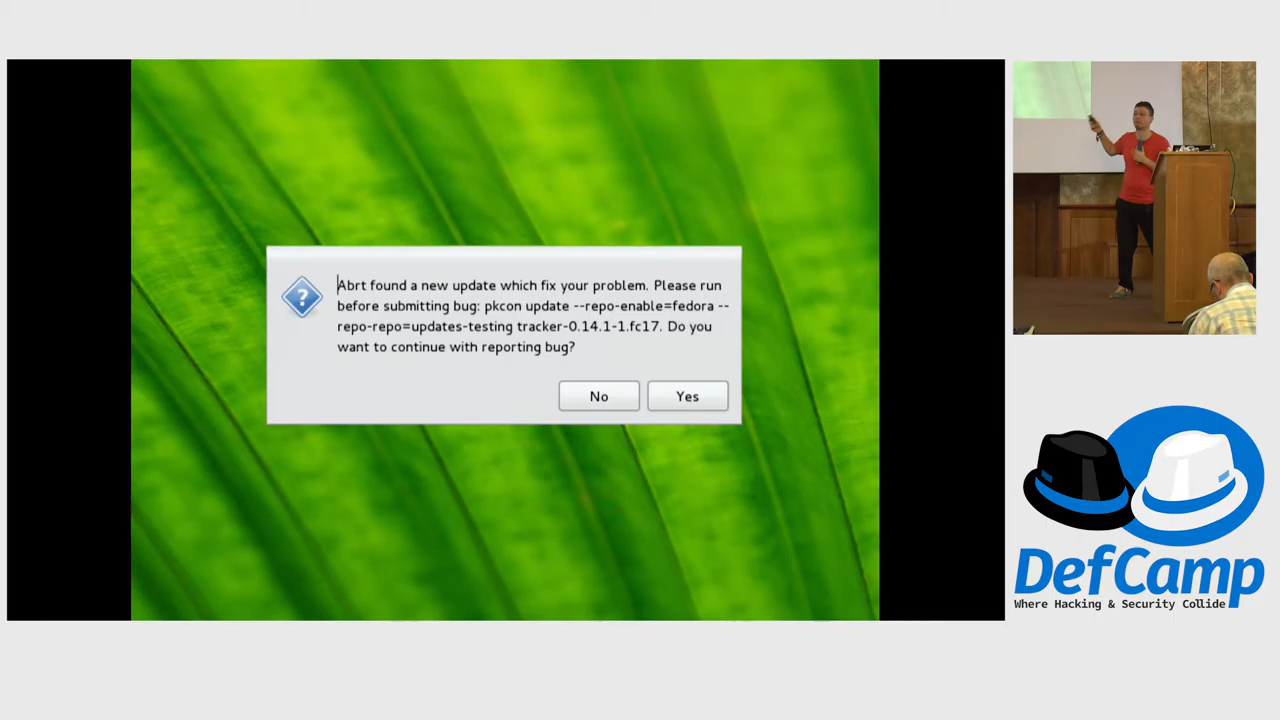 Abrt found a new update which fix your problem. Please run
before submitting bug: pkcon update --repo-enable=fedora --
repo-repo=updates-testing tracker-0.14.1-1.fc17. Do you
want to continue with reporting bug?
No
Yes
DefCamp
Where Hacking & Security Collide